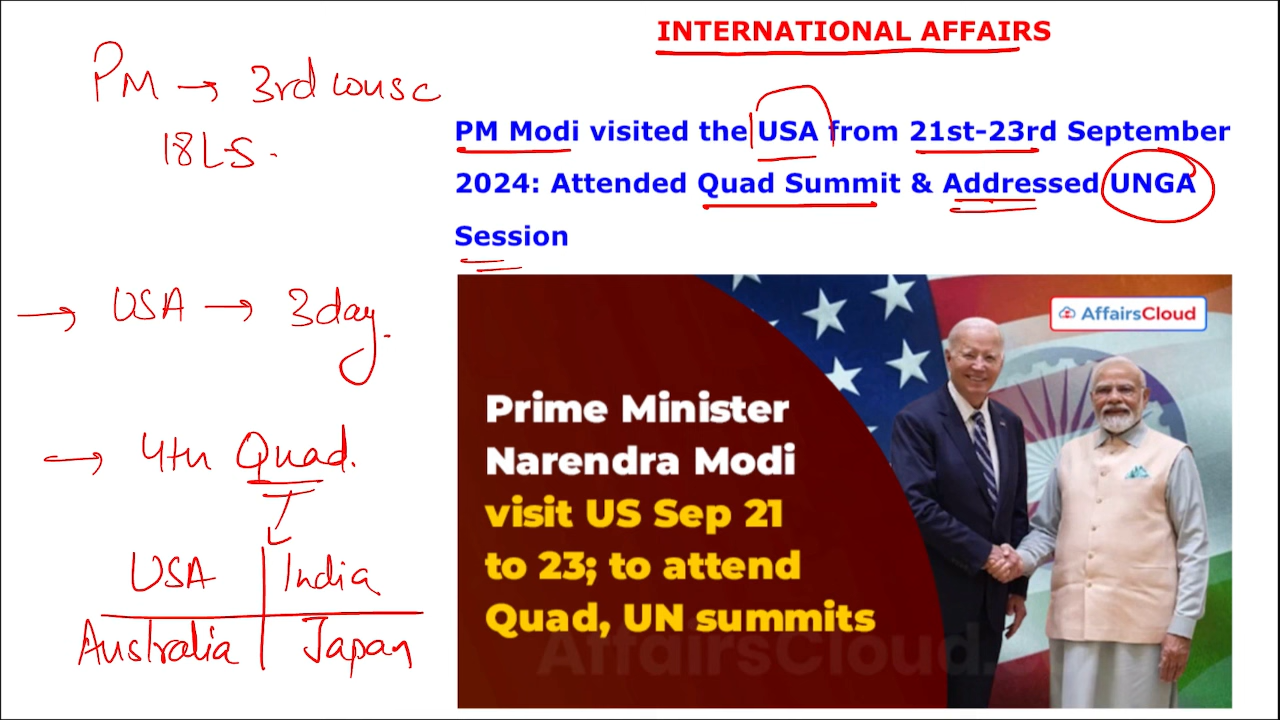 INTERNATIONAL AFFAIRS
PM → 3rd consc
18LS.
PM Modi visited the USA from 21st-23rd September
2024: Attended Quad Summit & Addressed UNGA
Session
→ USA → 3day.
→ 4th Quad.
USA | India
Australia | Japan
AffairsCloud
Prime Minister
Narendra Modi
visit US Sep 21
to 23; to attend
Quad, UN summits
AffairsCloud.